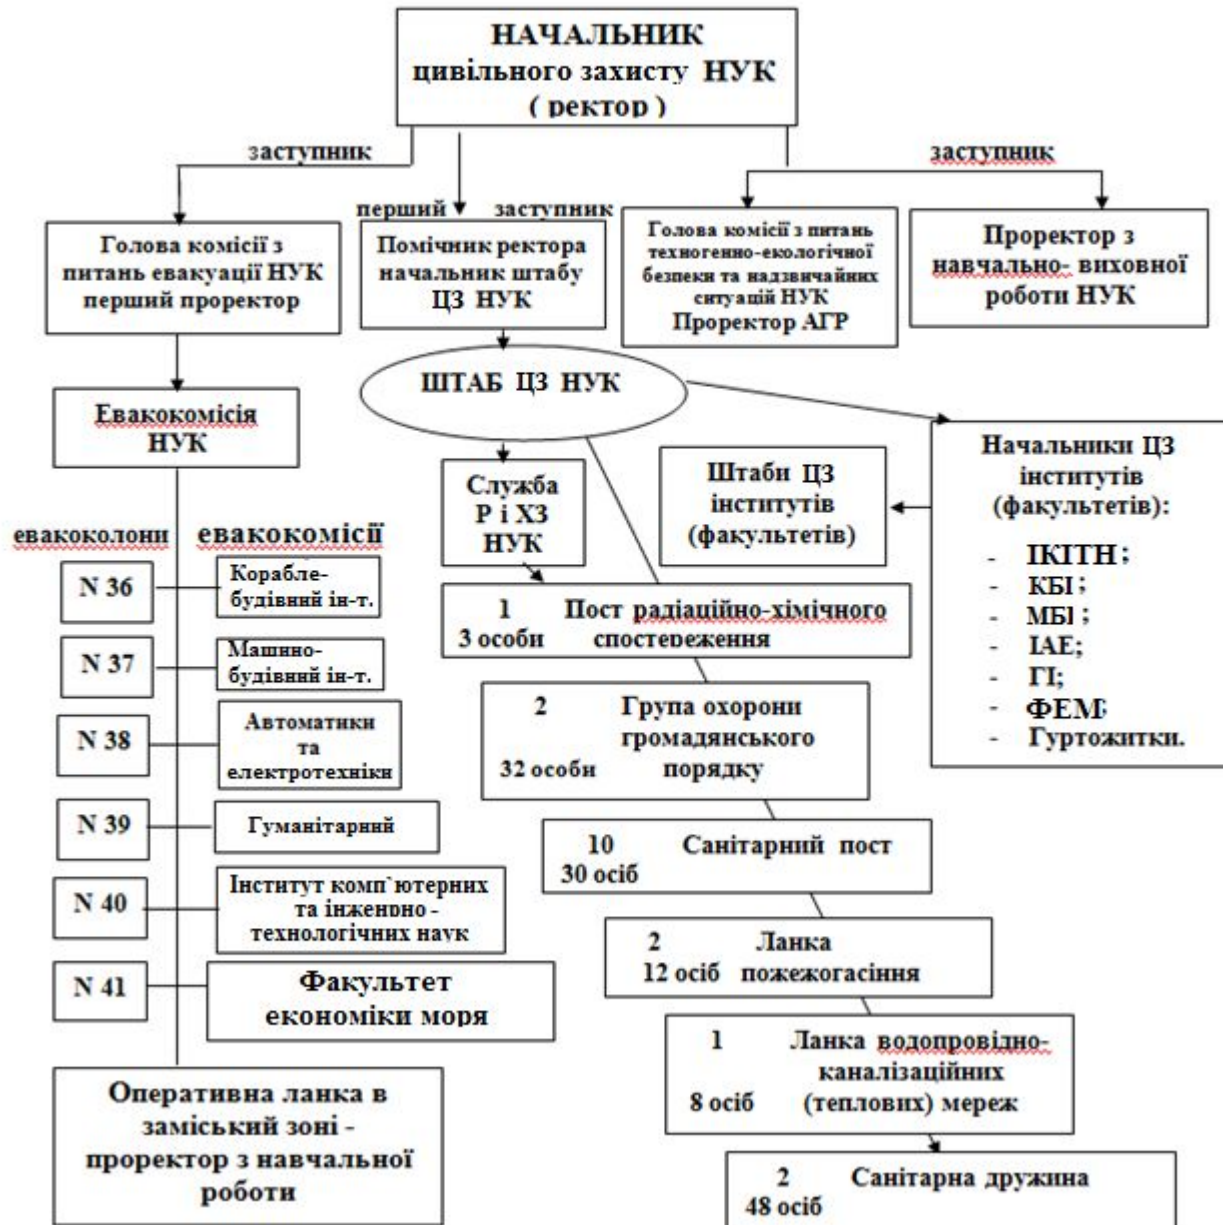 НАЧАЛЬНИК
цивільного захисту НУК
( ректор )
заступник
заступник
перший заступник
Голова комісії з
питань евакуації НУК
перший проректор
Помічник ректора
начальник штабу
ЦЗ НУК
Голова комісії з питань
техногенно-екологічної
безпеки та надзвичайних
ситуацій НУК
Проректор АГР
Проректор з
навчально- виховної
роботи НУК
ШТАБ ЦЗ НУК
Евакокомісія
НУК
Служба
Р і ХЗ
НУК
Штаби ЦЗ
інститутів
(факультетів)
Начальники ЦЗ
інститутів
(факультетів):
- ІКІТН;
- КБІ;
- МБІ;
- ІАЕ;
- ГІ;
- ФЕМ;
- Гуртожитки.
евакоколони
евакокомісії
N 36
Корабле-
будівний ін-т.
N 37
Машино-
будівний ін-т.
N 38
Автоматики
та
електротехніки
N 39
Гуманітарний
N 40
Інститут комп`ютерних
та інженрно -
технологічних наук
N 41
Факультет
економіки моря
Оперативна ланка в
заміський зоні -
проректор з навчальної
роботи
1 Пост радіаційно-хімічного
3 особи спостереження
2 Група охорони
громадянського
32 особи порядку
10 Санітарний пост
30 осіб
2 Ланка
12 осіб пожежогасіння
1 Ланка водопровідно-
каналізаційних
8 осіб (теплових) мереж
2 Санітарна дружина
48 осіб